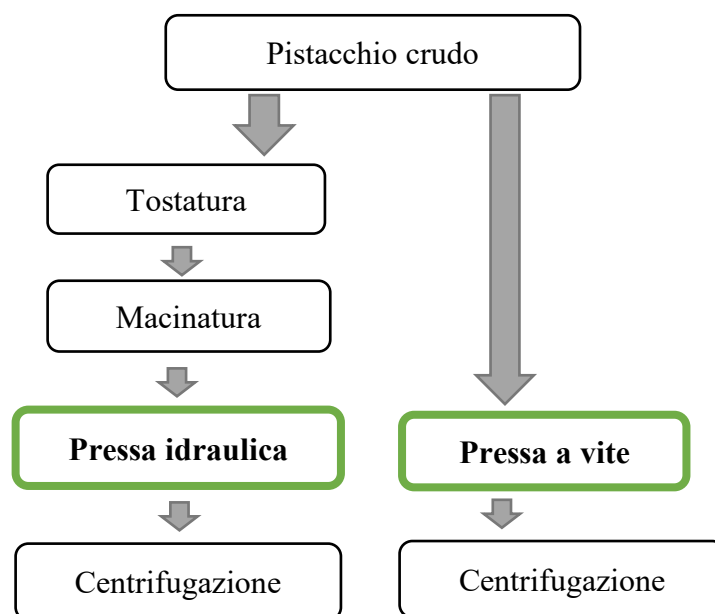 Pistacchio crudo
Tostatura
Macinatura
Pressa idraulica
Pressa a vite
Centrifugazione
Centrifugazione